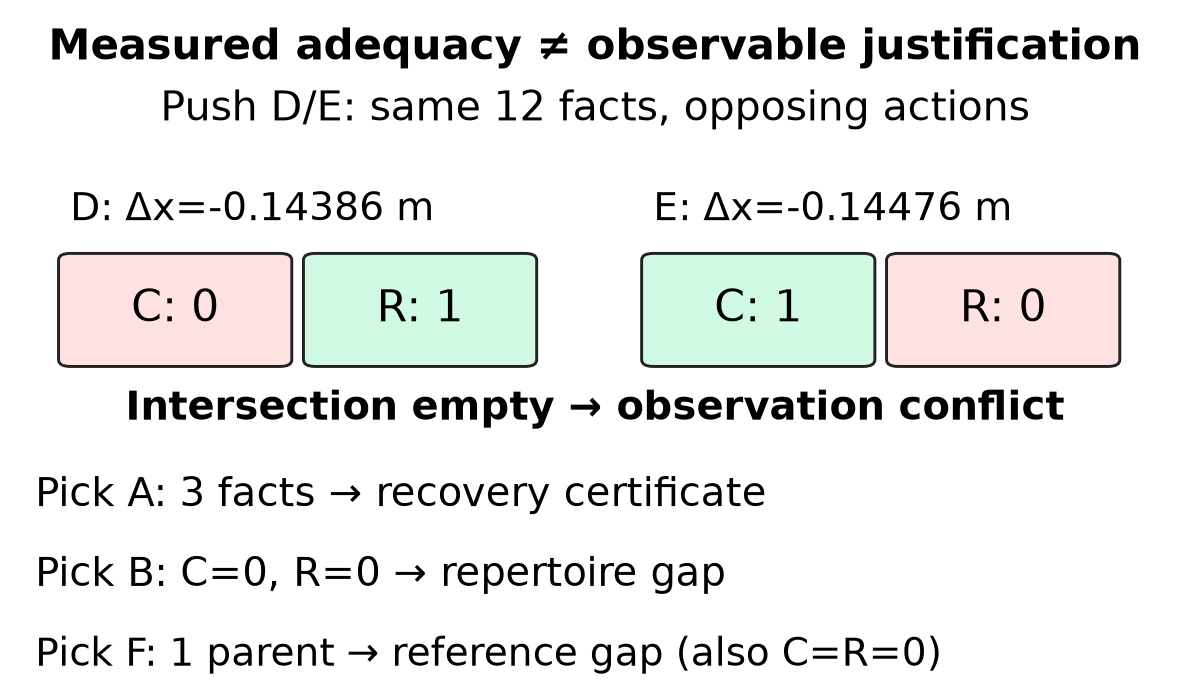 Measured adequacy ≠ observable justification
Push D/E: same 12 facts, opposing actions
D: Δx=-0.14386 m
E: Δx=-0.14476 m
C: 0
R: 1
C: 1
R: 0
Intersection empty → observation conflict
Pick A: 3 facts → recovery certificate
Pick B: C=0, R=0 → repertoire gap
Pick F: 1 parent → reference gap (also C=R=0)